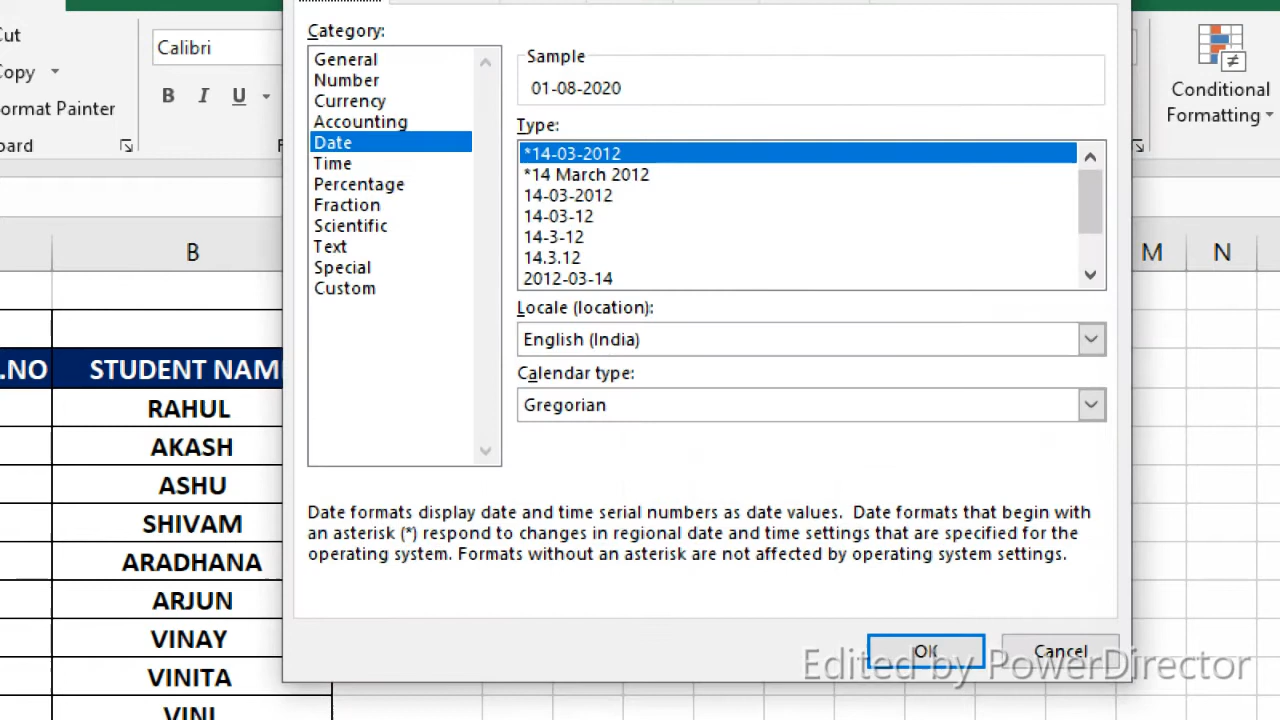 Cut
Copy
Format Painter
Calibri
B I U
Conditional
Formatting
Category:
General
Number
Currency
Accounting
Date
Time
Percentage
Fraction
Scientific
Text
Special
Custom
Sample
01-08-2020
Type:
*14-03-2012
*14 March 2012
14-03-2012
14-03-12
14-3-12
14.3.12
2012-03-14
Locale (location):
English (India)
Calendar type:
Gregorian
Date formats display date and time serial numbers as date values. Date formats that begin with
an asterisk (*) respond to changes in regional date and time settings that are specified for the
operating system. Formats without an asterisk are not affected by operating system settings.
OK
Cancel
B
M N
.NO STUDENT NAM
RAHUL
AKASH
ASHU
SHIVAM
ARADHANA
ARJUN
VINAY
VINITA
VINI
Edited by PowerDirector